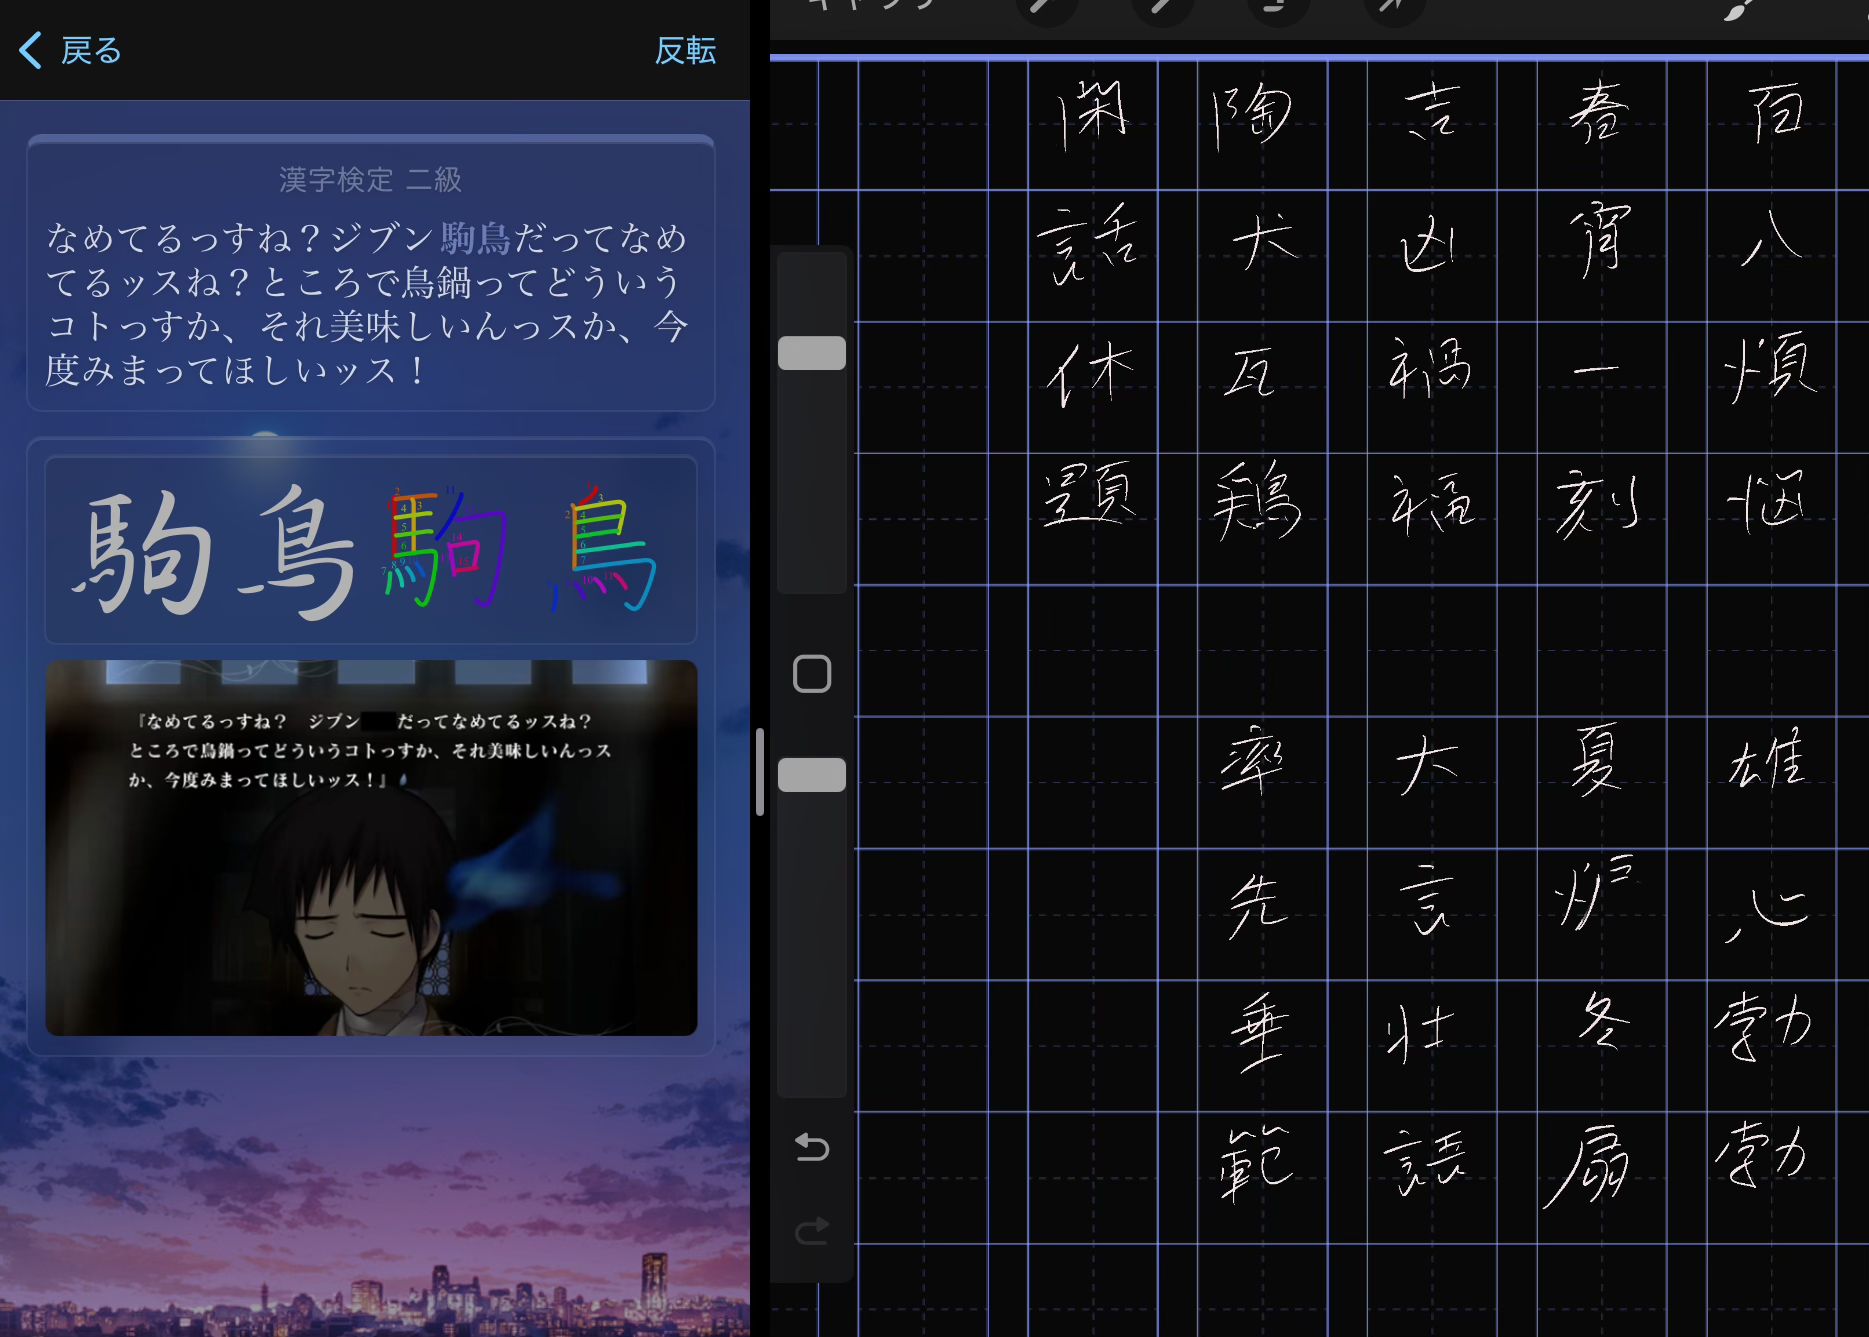 戻る
反転
漢字検定 二級
なめてるっすね？ジブン駒鳥だってなめ
てるッスね？ところで鳥鍋ってどういう
コトっすか、それ美味しいんっスか、今
度みまってほしいッス！
駒鳥
駒鳥
『なめてるっすね？　ジブン　　だってなめてるッスね？
ところで鳥鍋ってどういうコトっすか、それ美味しいんっス
か、今度みまってほしいッス！』
百八煩悩
雄心勃勃
春宵一刻
夏炉冬扇
吉凶禍福
大言壮語
陶犬瓦鶏
率先垂範
閑話休題